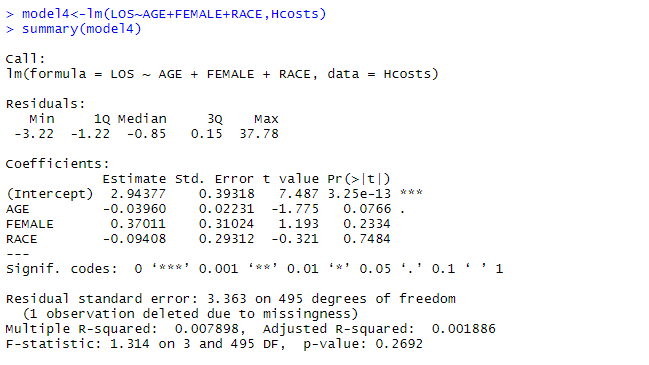 > model4<-lm(LOS~AGE+FEMALE+RACE,Hcosts)
> summary(model4)
Call:
lm(formula = LOS ~ AGE + FEMALE + RACE, data = Hcosts)
Residuals:
   Min     1Q Median     3Q    Max
 -3.22  -1.22  -0.85   0.15  37.78
Coefficients:
            Estimate Std. Error t value Pr(>|t|)
(Intercept)  2.94377    0.39318   7.487 3.25e-13 ***
AGE         -0.03960    0.02231  -1.775   0.0766 .
FEMALE       0.37011    0.31024   1.193   0.2334
RACE        -0.09408    0.29312  -0.321   0.7484
---
Signif. codes:  0 ‘***’ 0.001 ‘**’ 0.01 ‘*’ 0.05 ‘.’ 0.1 ‘ ’ 1
Residual standard error: 3.363 on 495 degrees of freedom
  (1 observation deleted due to missingness)
Multiple R-squared:  0.007898,  Adjusted R-squared:  0.001886
F-statistic: 1.314 on 3 and 495 DF,  p-value: 0.2692